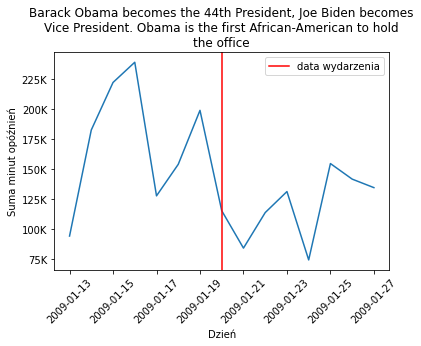 Barack Obama becomes the 44th President, Joe Biden becomes
Vice President. Obama is the first African-American to hold
the office
data wydarzenia
225K
200K
175K
150K
125K
100K
75K
Suma minut opóźnień
2009-01-13
2009-01-15
2009-01-17
2009-01-19
2009-01-21
2009-01-23
2009-01-25
2009-01-27
Dzień